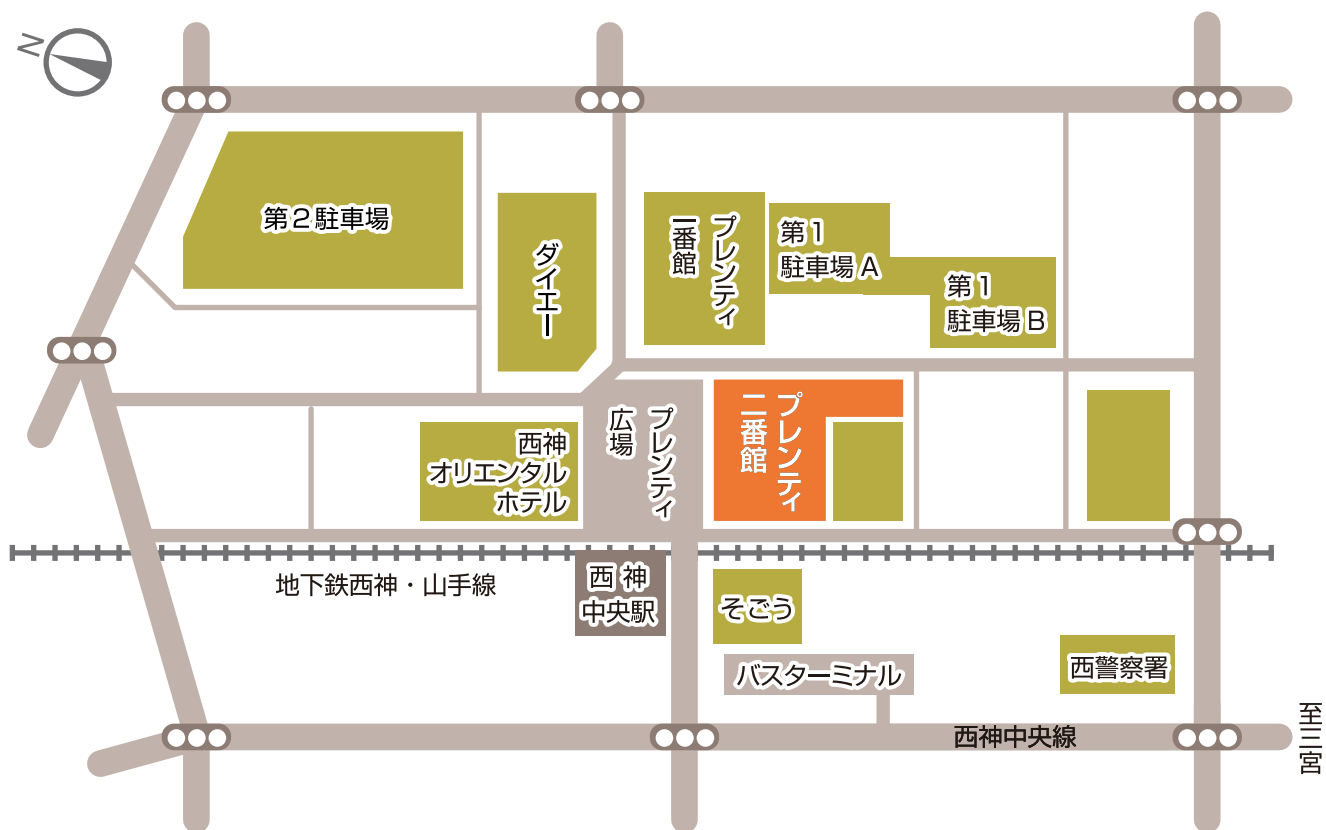 N
第2駐車場
ダイエー
プレンティ
一番館
第1
駐車場A
第1
駐車場B
プレンティ
広場
プレンティ
二番館
西神
オリエンタル
ホテル
地下鉄西神・山手線
西神
中央駅
そごう
バスターミナル
西警察署
西神中央線
至三宮